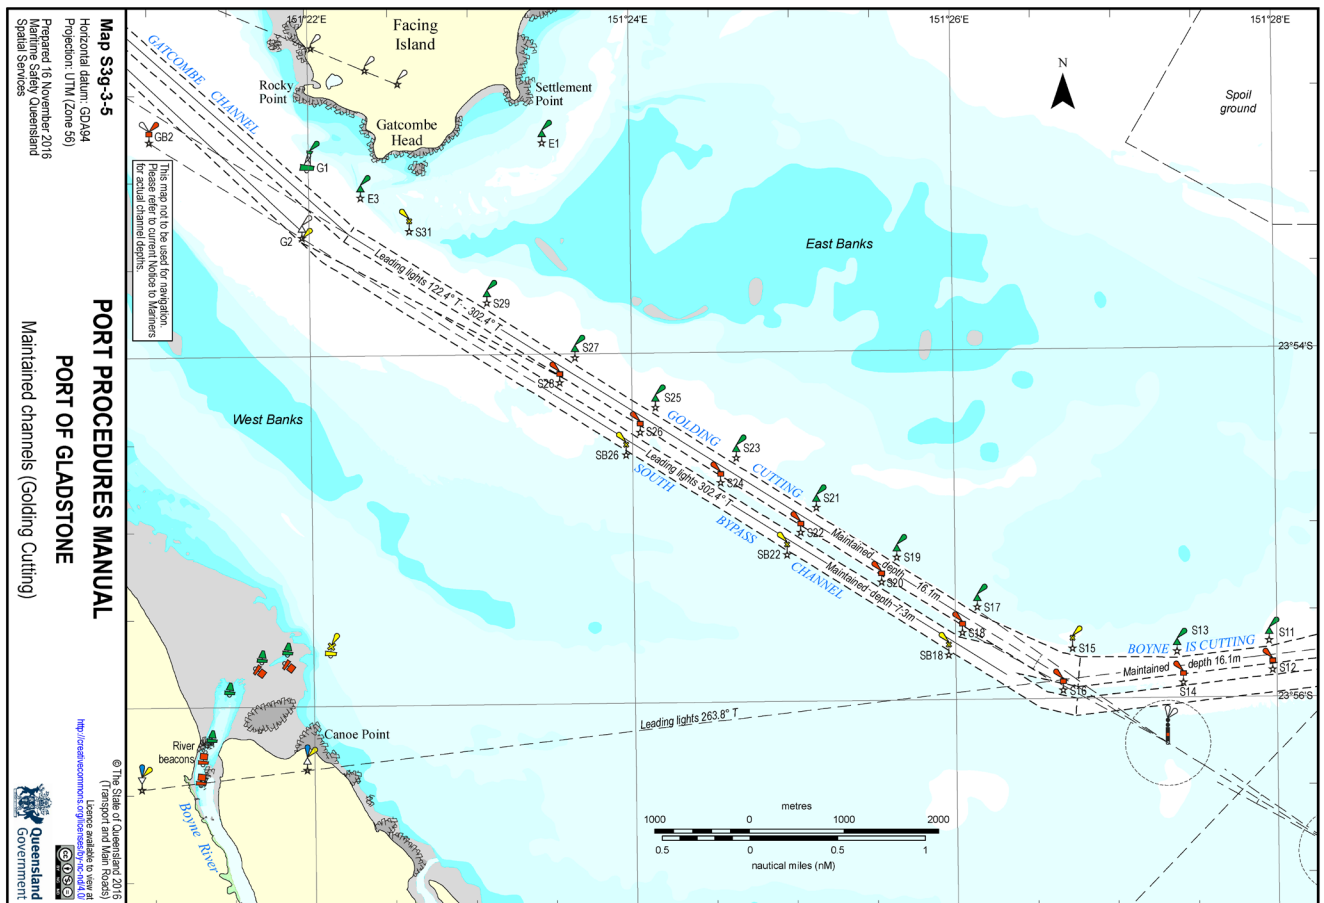 Map S3g-3-5
Horizontal datum: GDA94
Projection: UTM (Zone 56)
Prepared 16 November 2016
Maritime Safety Queensland
Spatial Services
PORT PROCEDURES MANUAL
PORT OF GLADSTONE
Maintained channels (Golding Cutting)
© The State of Queensland 2016
(Transport and Main Roads)
Licence available to view at
http://creativecommons.org/licenses/by-nc-nd/4.0/
Queensland
Government
This map not to be used for navigation.
Please refer to current Notice to Mariners
for actual channel depths.
151°22'E
151°24'E
151°26'E
151°28'E
Facing
Island
GATCOMBE
CHANNEL
Rocky
Point
Settlement
Point
Gatcombe
Head
N
Spoil
ground
GB2
G1
E1
E3
S31
G2
East Banks
Leading lights 122.4° T - 302.4° T
S29
S27
23°54'S
S28
S25
West Banks
GOLDING
CUTTING
S26
S23
SB26
Leading lights 302.4° T
SOUTH
BYPASS
CHANNEL
S24
S21
S22
Maintained depth 16.1m
SB22
S19
Maintained depth 7.3m
S20
S17
S18
SB18
S15
S13
S11
BOYNE IS CUTTING
Maintained depth 16.1m
S12
S16
S14
23°56'S
Leading lights 263.8° T
Canoe Point
River
beacons
Boyne River
metres
1000
0
1000
2000
0.5
0
0.5
1
nautical miles (nM)